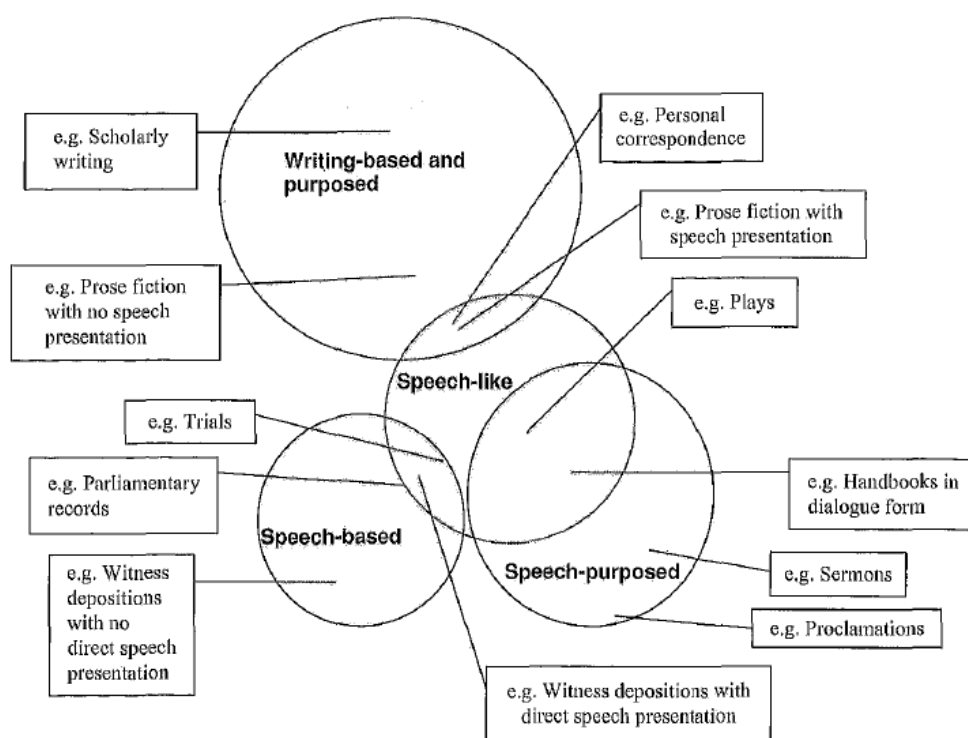 e.g. Scholarly
writing
e.g. Personal
correspondence
Writing-based and
purposed
e.g. Prose fiction with
speech presentation
e.g. Prose fiction
with no speech
presentation
e.g. Plays
Speech-like
e.g. Trials
e.g. Parliamentary
records
e.g. Handbooks in
dialogue form
Speech-based
e.g. Witness
depositions
with no
direct speech
presentation
Speech-purposed
e.g. Sermons
e.g. Proclamations
e.g. Witness depositions with
direct speech presentation